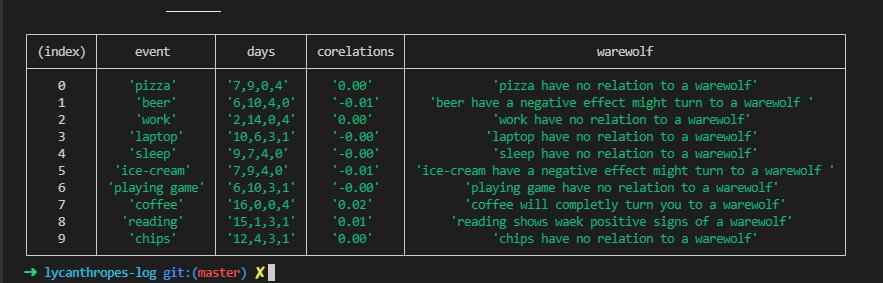 (index) event days corelations warewolf
0 'pizza' '7,9,0,4' '0.00' 'pizza have no relation to a warewolf'
1 'beer' '6,10,4,0' '-0.01' 'beer have a negative effect might turn to a warewolf '
2 'work' '2,14,0,4' '0.00' 'work have no relation to a warewolf'
3 'laptop' '10,6,3,1' '-0.00' 'laptop have no relation to a warewolf'
4 'sleep' '9,7,4,0' '-0.00' 'sleep have no relation to a warewolf'
5 'ice-cream' '7,9,4,0' '-0.01' 'ice-cream have a negative effect might turn to a warewolf '
6 'playing game' '6,10,3,1' '-0.00' 'playing game have no relation to a warewolf'
7 'coffee' '16,0,0,4' '0.02' 'coffee will completly turn you to a warewolf'
8 'reading' '15,1,3,1' '0.01' 'reading shows waek positive signs of a warewolf'
9 'chips' '12,4,3,1' '0.00' 'chips have no relation to a warewolf'
➜ lycanthropes-log git:(master) ✗